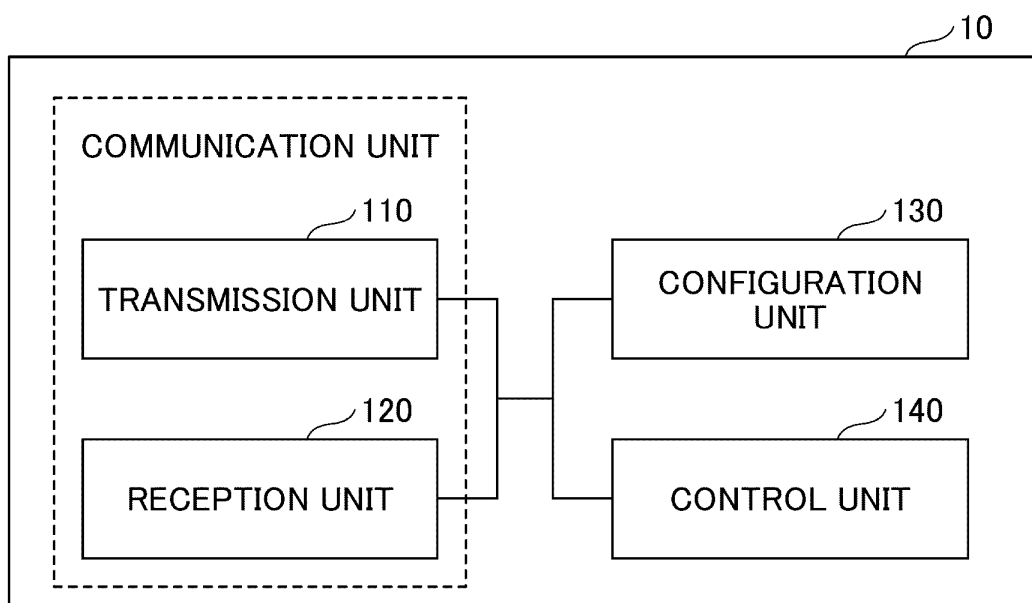 10
COMMUNICATION UNIT
110
TRANSMISSION UNIT
120
RECEPTION UNIT
130
CONFIGURATION
UNIT
140
CONTROL UNIT